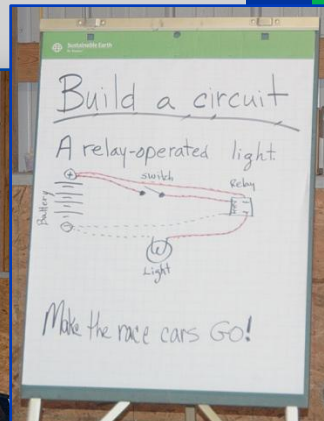 Sustainable Earth
Build a circuit
A relay-operated light
switch
Relay
Battery
Light
Make the race cars GO!